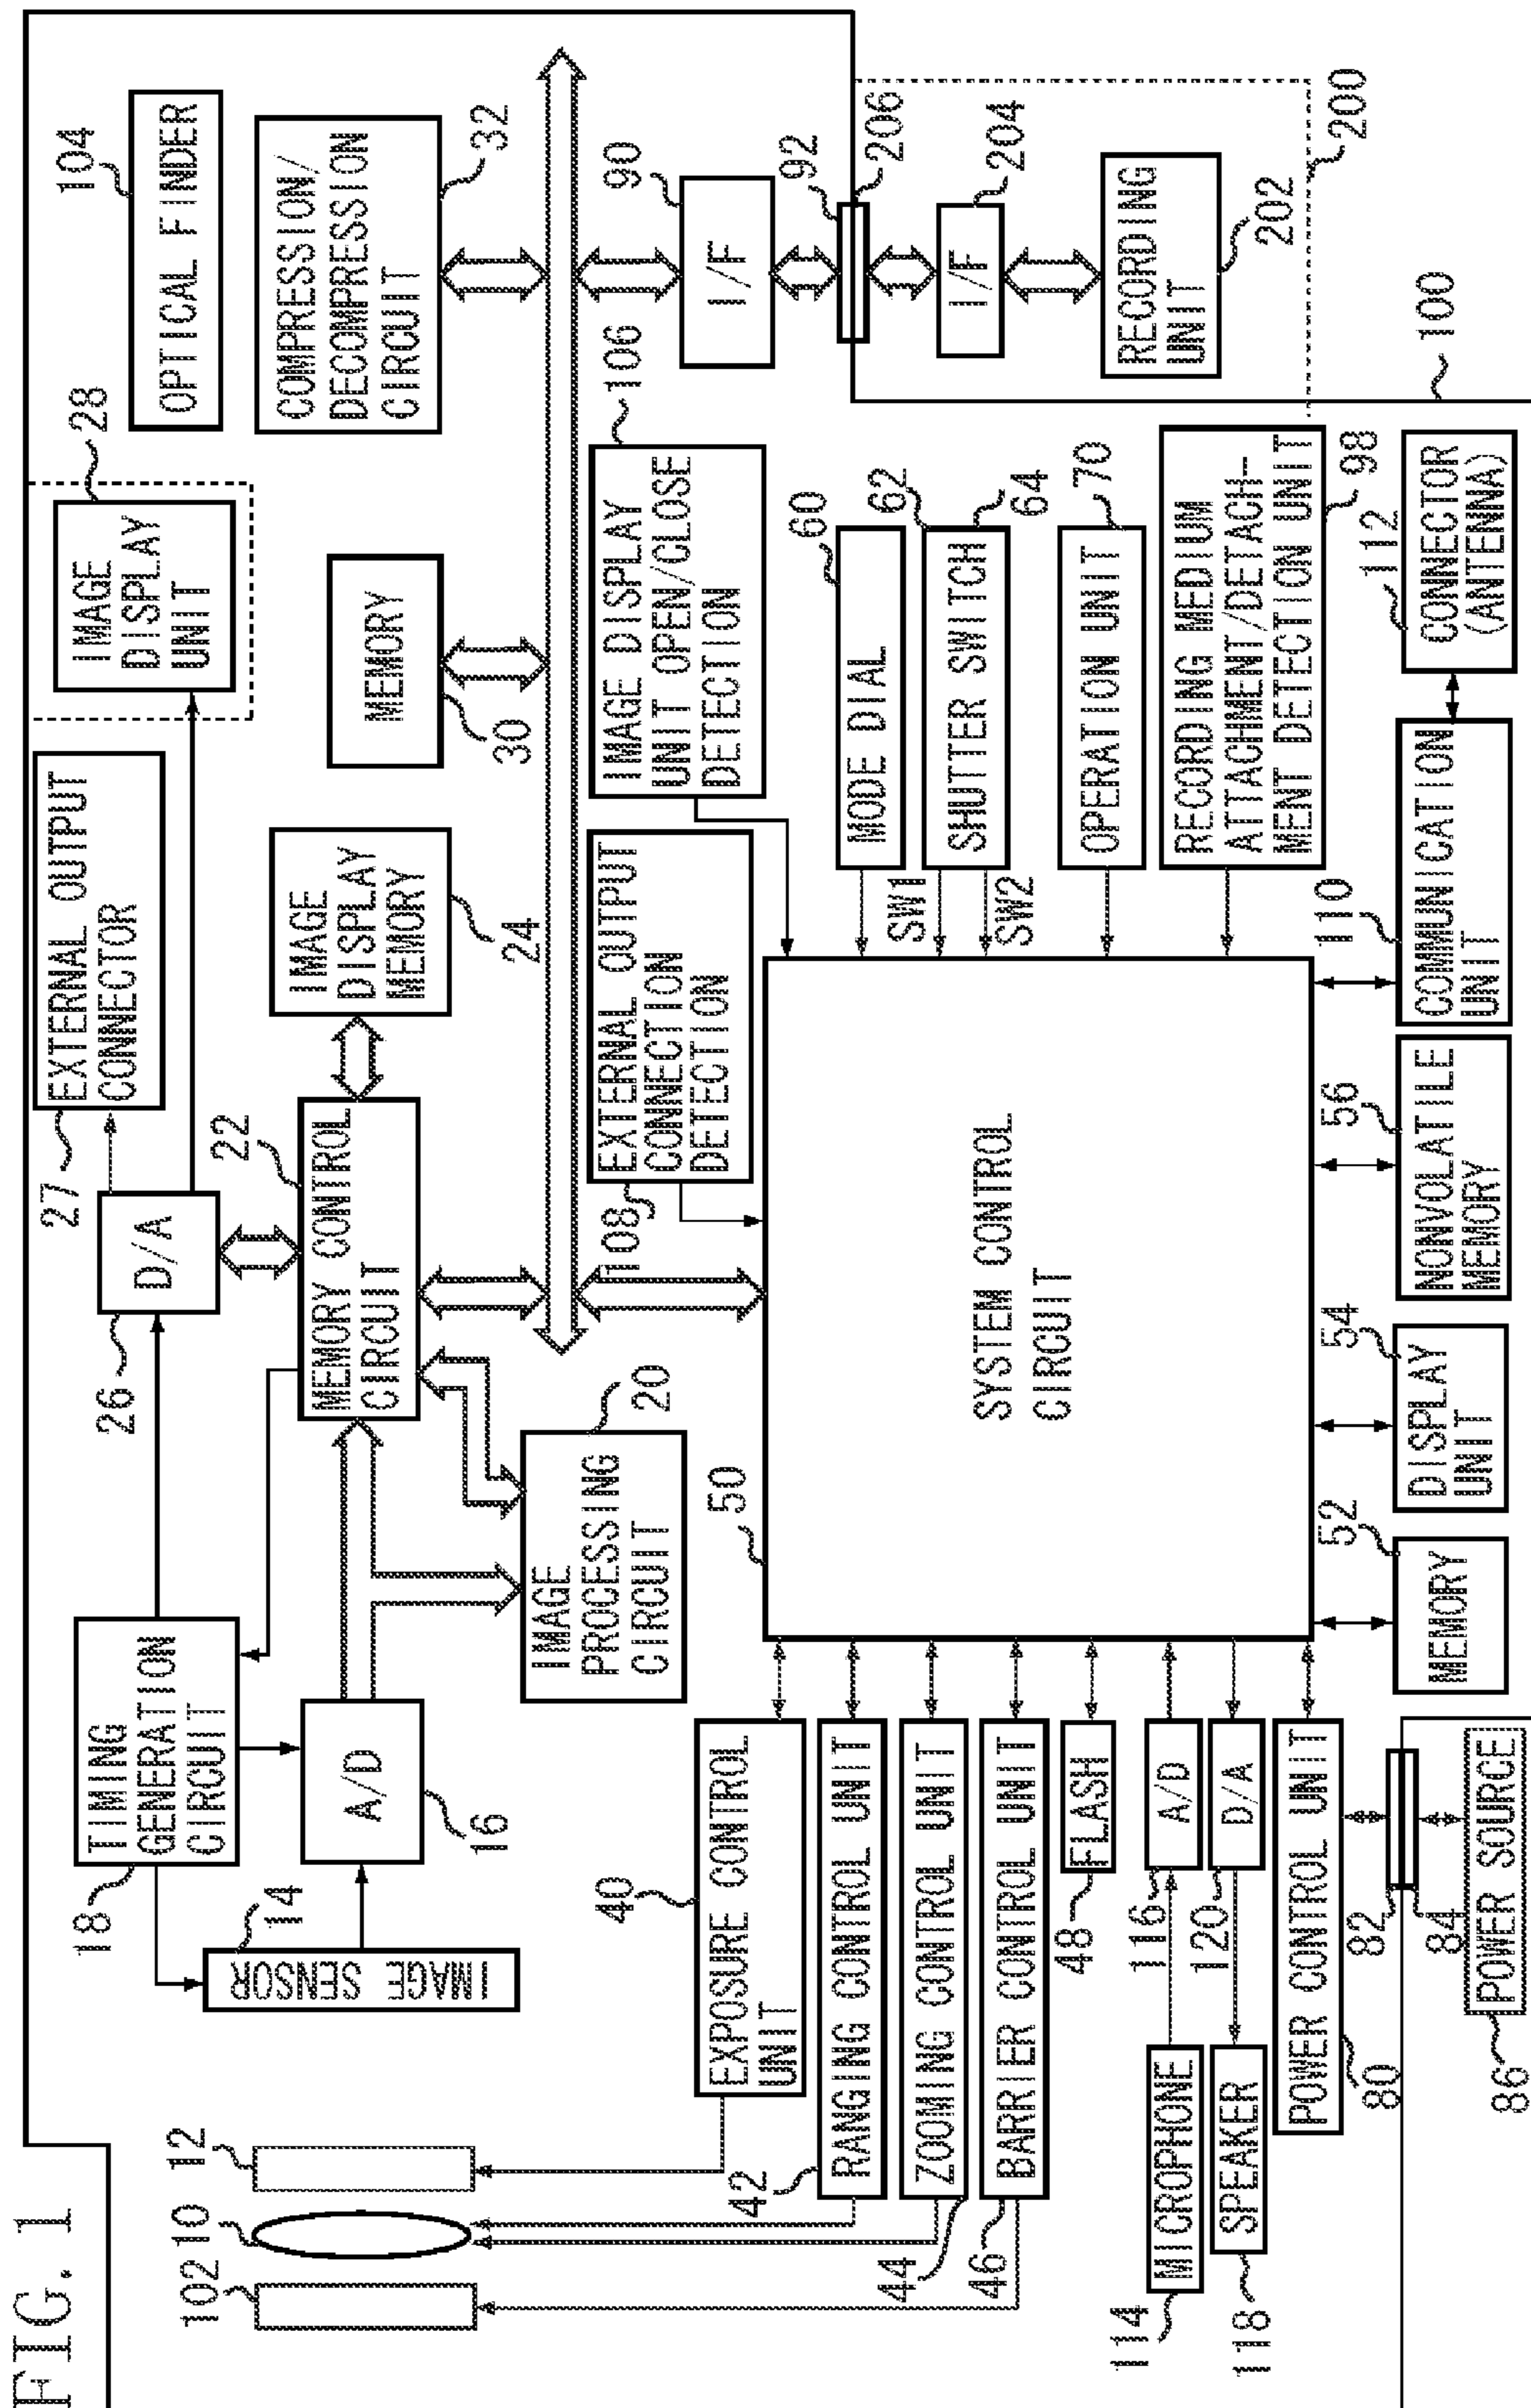 FIG. 1
102
10
12
14
IMAGE SENSOR
18
TIMING
GENERATION
CIRCUIT
A/D
16
26
D/A
27
EXTERNAL OUTPUT
CONNECTOR
28
IMAGE
DISPLAY
UNIT
104
OPTICAL FINDER
22
MEMORY CONTROL
CIRCUIT
IMAGE
DISPLAY
MEMORY
24
MEMORY
30
COMPRESSION/
DECOMPRESSION
CIRCUIT
32
IMAGE
PROCESSING
CIRCUIT
20
40
EXPOSURE CONTROL
UNIT
42
RANGING CONTROL UNIT
44
ZOOMING CONTROL UNIT
46
BARRIER CONTROL UNIT
48
FLASH
114
MICROPHONE
116
A/D
118
SPEAKER
120
D/A
POWER CONTROL UNIT
80
82
84
86
POWER SOURCE
50
SYSTEM CONTROL
CIRCUIT
108
EXTERNAL OUTPUT
CONNECTION
DETECTION
106
IMAGE DISPLAY
UNIT OPEN/CLOSE
DETECTION
60
MODE DIAL
SW1
62
SHUTTER SWITCH
64
SW2
70
OPERATION UNIT
RECORDING MEDIUM
ATTACHMENT/DETACH-
MENT DETECTION UNIT
98
90
I/F
92
206
204
I/F
RECORDING
UNIT
202
200
100
52
MEMORY
54
DISPLAY
UNIT
56
NONVOLATILE
MEMORY
110
COMMUNICATION
UNIT
112
CONNECTOR
(ANTENNA)